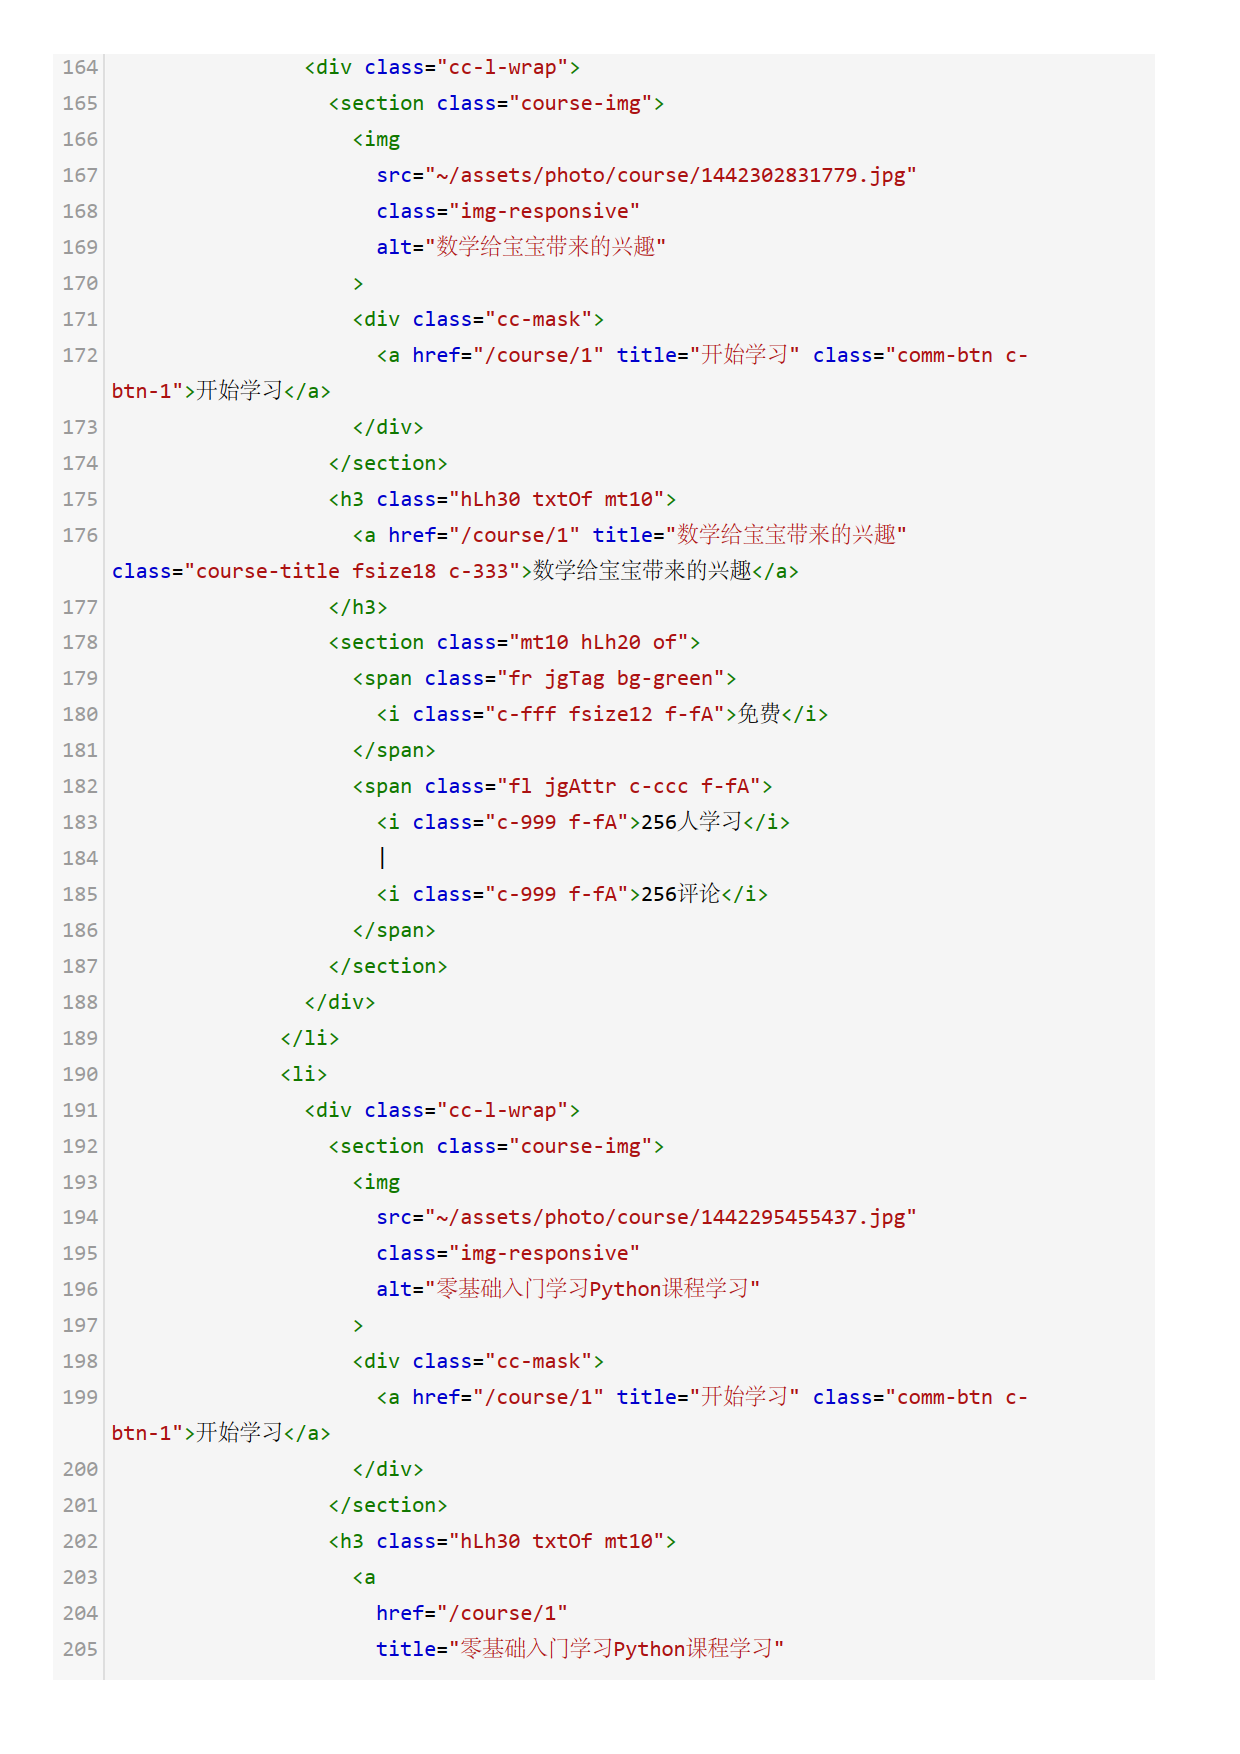 164                 <div class="cc-l-wrap">
165                   <section class="course-img">
166                     <img
167                       src="~/assets/photo/course/1442302831779.jpg"
168                       class="img-responsive"
169                       alt="数学给宝宝带来的兴趣"
170                     >
171                     <div class="cc-mask">
172                       <a href="/course/1" title="开始学习" class="comm-btn c-
btn-1">开始学习</a>
173                     </div>
174                   </section>
175                   <h3 class="hLh30 txtOf mt10">
176                     <a href="/course/1" title="数学给宝宝带来的兴趣"
class="course-title fsize18 c-333">数学给宝宝带来的兴趣</a>
177                   </h3>
178                   <section class="mt10 hLh20 of">
179                     <span class="fr jgTag bg-green">
180                       <i class="c-fff fsize12 f-fA">免费</i>
181                     </span>
182                     <span class="fl jgAttr c-ccc f-fA">
183                       <i class="c-999 f-fA">256人学习</i>
184                       |
185                       <i class="c-999 f-fA">256评论</i>
186                     </span>
187                   </section>
188                 </div>
189               </li>
190               <li>
191                 <div class="cc-l-wrap">
192                   <section class="course-img">
193                     <img
194                       src="~/assets/photo/course/1442295455437.jpg"
195                       class="img-responsive"
196                       alt="零基础入门学习Python课程学习"
197                     >
198                     <div class="cc-mask">
199                       <a href="/course/1" title="开始学习" class="comm-btn c-
btn-1">开始学习</a>
200                     </div>
201                   </section>
202                   <h3 class="hLh30 txtOf mt10">
203                     <a
204                       href="/course/1"
205                       title="零基础入门学习Python课程学习"